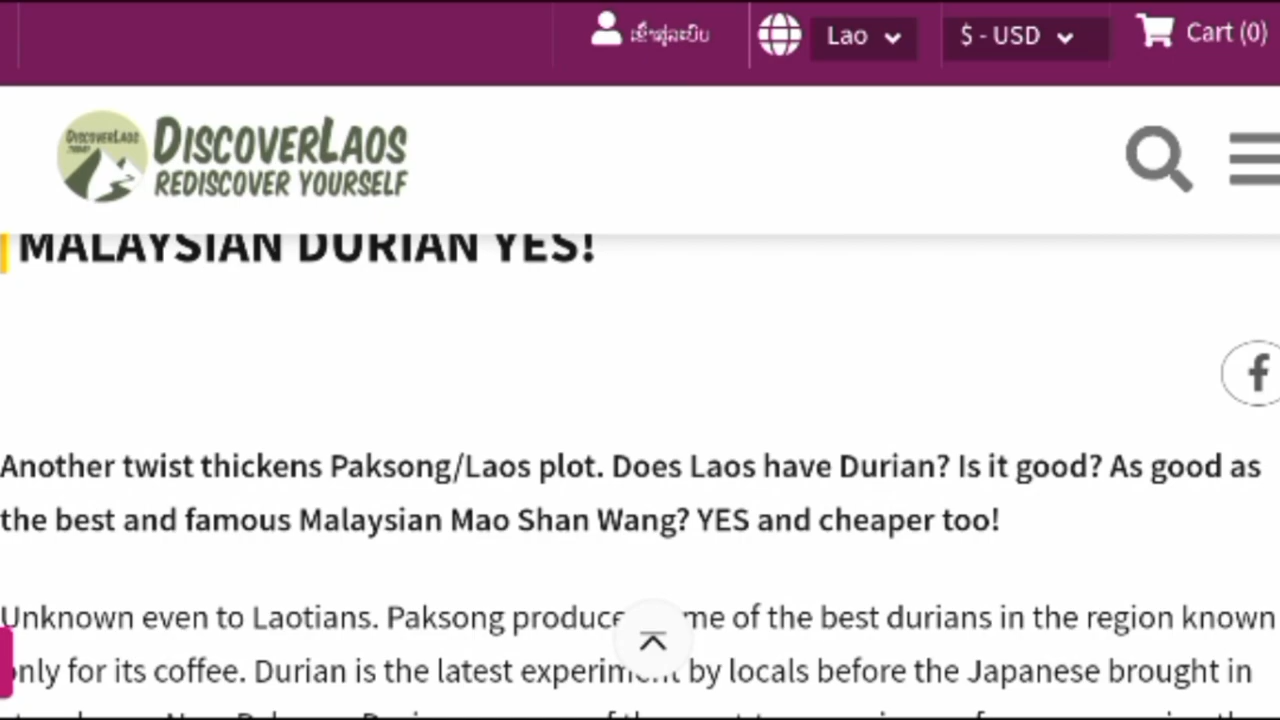 ເຂົ້າສູ່ລະບົບ
Lao
$ - USD
Cart (0)
DISCOVERLAOS
DISCOVERLAOS
REDISCOVER YOURSELF
MALAYSIAN DURIAN YES!
Another twist thickens Paksong/Laos plot. Does Laos have Durian? Is it good? As good as
the best and famous Malaysian Mao Shan Wang? YES and cheaper too!
Unknown even to Laotians. Paksong produce me of the best durians in the region known
only for its coffee. Durian is the latest experiment by locals before the Japanese brought in